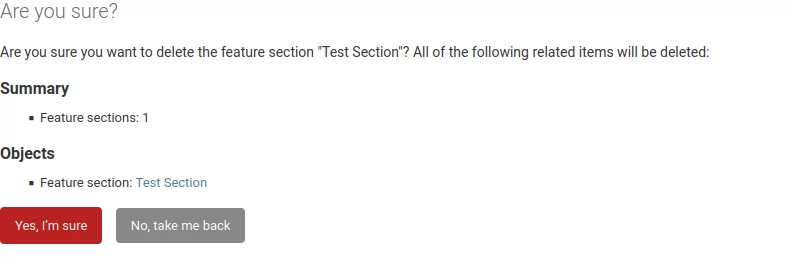 Are you sure?
Are you sure you want to delete the feature section "Test Section"? All of the following related items will be deleted:
Summary
Feature sections: 1
Objects
Feature section: Test Section
Yes, I'm sure
No, take me back